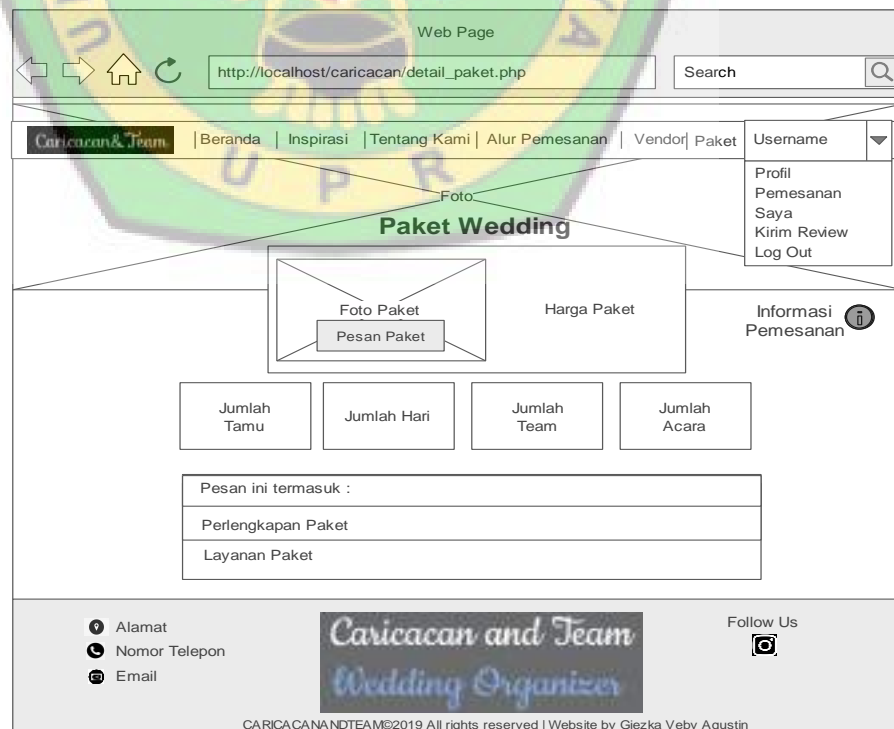 Web Page
http://localhost/caricacan/detail_paket.php
Search
Caricacan& Team
|Beranda | Inspirasi |Tentang Kami | Alur Pemesanan | Vendor| Paket
Username
Profil
Pemesanan
Saya
Kirim Review
Log Out
U P R
Foto
Paket Wedding
Foto Paket
Pesan Paket
Harga Paket
Informasi
Pemesanan
Jumlah
Tamu
Jumlah Hari
Jumlah
Team
Jumlah
Acara
Pesan ini termasuk :
Perlengkapan Paket
Layanan Paket
Alamat
Nomor Telepon
Email
Caricacan and Team
Wedding Organizer
Follow Us
CARICACANANDTEAM©2019 All rights reserved | Website by Giezka Veby Agustin